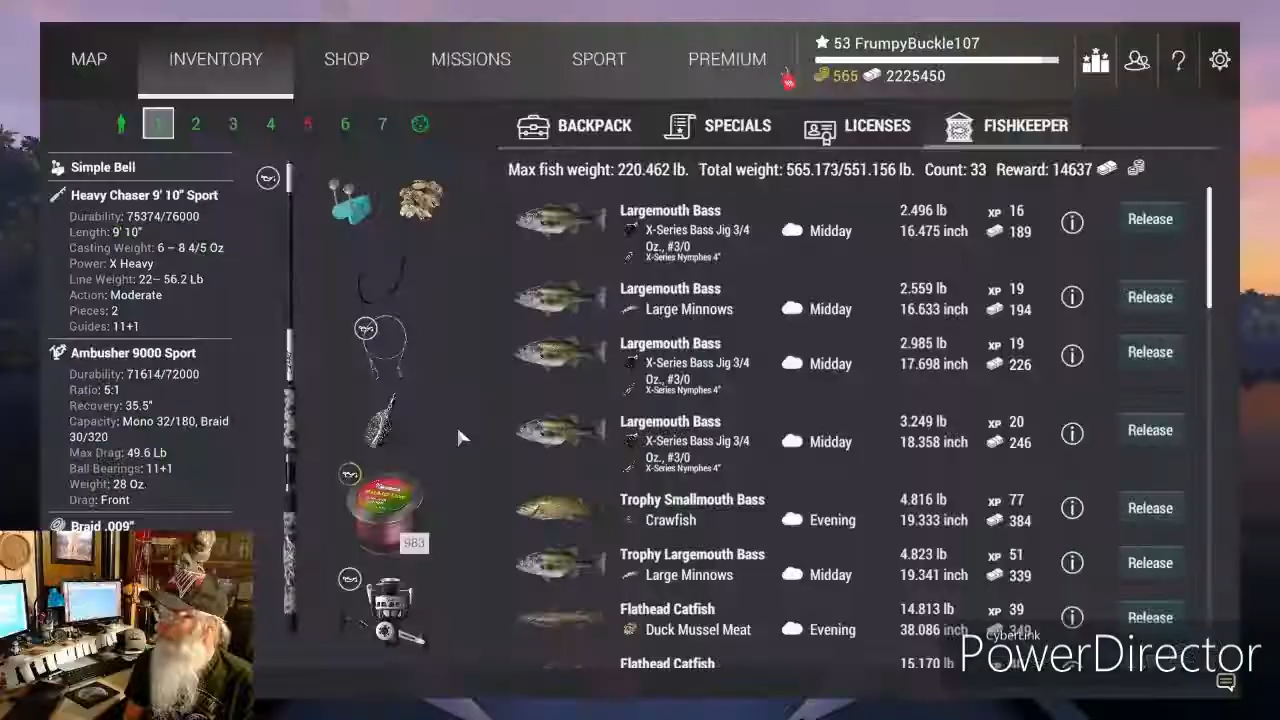 MAP INVENTORY SHOP MISSIONS SPORT PREMIUM
53 FrumpyBuckle107
565 2225450
1 2 3 4 5 6 7
BACKPACK SPECIALS LICENSES FISHKEEPER
Max fish weight: 220.462 lb. Total weight: 565.173/551.156 lb. Count: 33 Reward: 14637
Simple Bell
Heavy Chaser 9' 10" Sport
Durability: 75374/76000
Length: 9' 10"
Casting Weight: 6 – 8 4/5 Oz
Power: X Heavy
Line Weight: 22– 56.2 Lb
Action: Moderate
Pieces: 2
Guides: 11+1
Ambusher 9000 Sport
Durability: 71614/72000
Ratio: 5:1
Recovery: 35.5"
Capacity: Mono 32/180, Braid
30/320
Max Drag: 49.6 Lb
Ball Bearings: 11+1
Weight: 28 Oz.
Drag: Front
Braid .009"
983
Largemouth Bass 2.496 lb XP 16
X-Series Bass Jig 3/4 Midday 16.475 inch 189
Oz., #3/0
X-Series Nymphes 4"
Release
Largemouth Bass 2.559 lb XP 19
Large Minnows Midday 16.633 inch 194
Release
Largemouth Bass 2.985 lb XP 19
X-Series Bass Jig 3/4 Midday 17.698 inch 226
Oz., #3/0
X-Series Nymphes 4"
Release
Largemouth Bass 3.249 lb XP 20
X-Series Bass Jig 3/4 Midday 18.358 inch 246
Oz., #3/0
X-Series Nymphes 4"
Release
Trophy Smallmouth Bass 4.816 lb XP 77
Crawfish Evening 19.333 inch 384
Release
Trophy Largemouth Bass 4.823 lb XP 51
Large Minnows Midday 19.341 inch 339
Release
Flathead Catfish 14.813 lb XP 39
Duck Mussel Meat Evening 38.086 inch 349
Release
Flathead Catfish 15.170 lb
CyberLink
PowerDirector